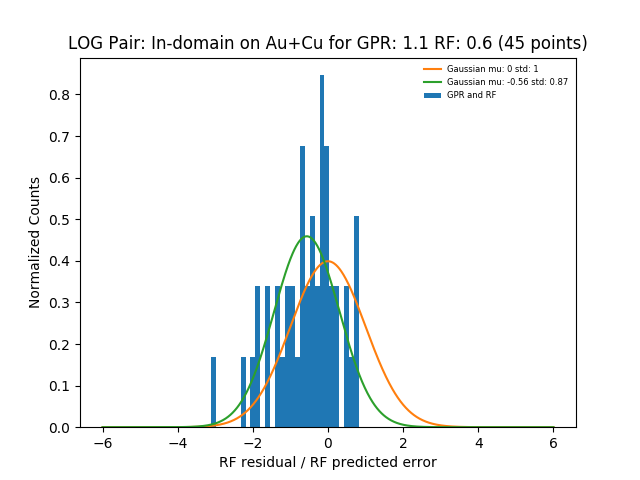 LOG Pair: In-domain on Au+Cu for GPR: 1.1 RF: 0.6 (45 points)
Gaussian mu: 0 std: 1
Gaussian mu: -0.56 std: 0.87
GPR and RF
Normalized Counts
0.8
0.7
0.6
0.5
0.4
0.3
0.2
0.1
0.0
−6 −4 −2 0 2 4 6
RF residual / RF predicted error